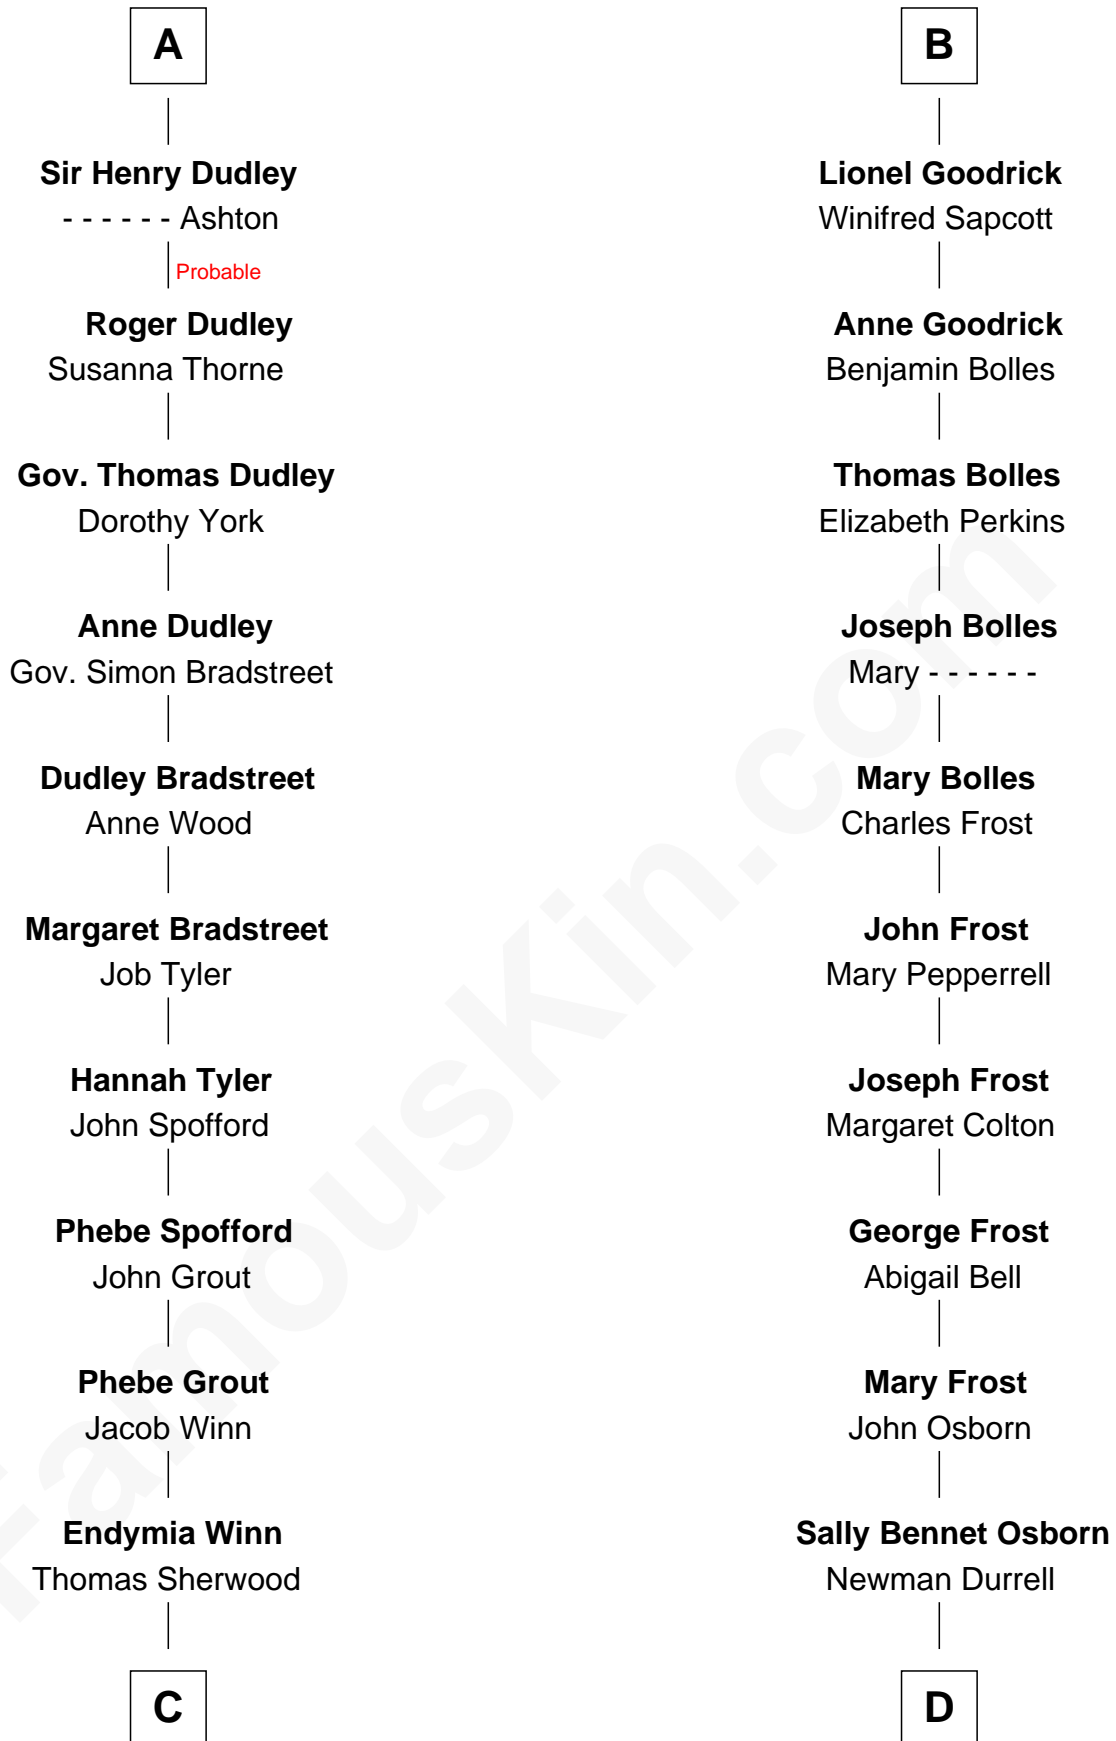 A
Sir Henry Dudley
- - - - - - Ashton
Probable
Roger Dudley
Susanna Thorne
Gov. Thomas Dudley
Dorothy York
Anne Dudley
Gov. Simon Bradstreet
Dudley Bradstreet
Anne Wood
Margaret Bradstreet
Job Tyler
Hannah Tyler
John Spofford
Phebe Spofford
John Grout
Phebe Grout
Jacob Winn
Endymia Winn
Thomas Sherwood
C
B
Lionel Goodrick
Winifred Sapcott
Anne Goodrick
Benjamin Bolles
Thomas Bolles
Elizabeth Perkins
Joseph Bolles
Mary - - - - - -
Mary Bolles
Charles Frost
John Frost
Mary Pepperrell
Joseph Frost
Margaret Colton
George Frost
Abigail Bell
Mary Frost
John Osborn
Sally Bennet Osborn
Newman Durrell
D
FamousKin.com